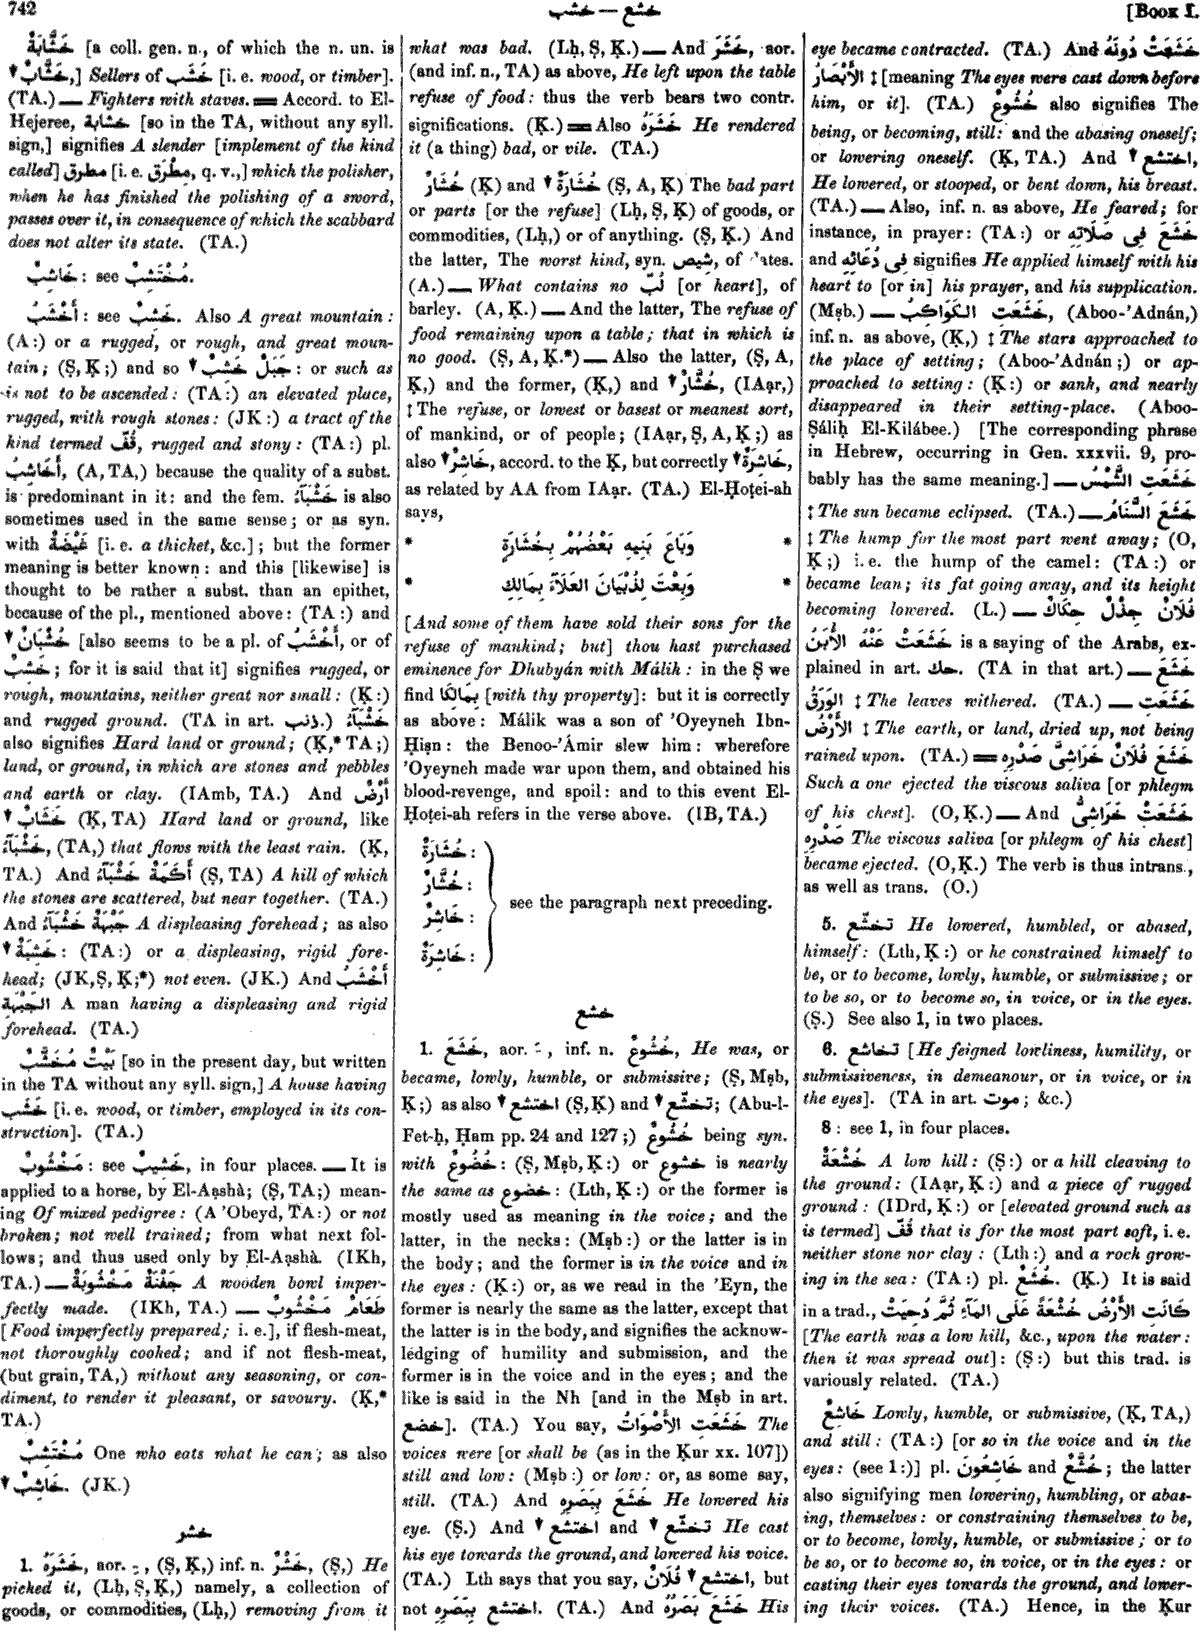 742
خشع — خشب
[BOOK I.
خَشَّابَةٌ [a coll. gen. n., of which the n. un. is
▼خَشَّابٌ,] Sellers of خَشَب [i. e. wood, or timber].
(TA.) — Fighters with staves. = Accord. to El-
Hejeree, خشابة [so in the TA, without any syll.
sign,] signifies A slender [implement of the kind
called] مطرق [i. e. مِطْرَق, q. v.,] which the polisher,
when he has finished the polishing of a sword,
passes over it, in consequence of which the scabbard
does not alter its state. (TA.)
خَاشِبٌ: see مُخْتَشِبٌ.
أَخْشَبُ: see خَشِبٌ. Also A great mountain:
(A:) or a rugged, or rough, and great moun-
tain; (Ṣ, Ḳ;) and so ▼جَبَلٌ خَشِبٌ: or such as
is not to be ascended: (TA:) an elevated place,
rugged, with rough stones: (JK:) a tract of the
kind termed قُفّ, rugged and stony: (TA:) pl.
أَخَاشِبُ, (A, TA,) because the quality of a subst.
is predominant in it: and the fem. خَشْبَآءُ is also
sometimes used in the same sense; or as syn.
with غَيْضَةٌ [i. e. a thicket, &c.]; but the former
meaning is better known: and this [likewise] is
thought to be rather a subst. than an epithet,
because of the pl., mentioned above: (TA:) and
▼خُشْبَانٌ [also seems to be a pl. of أَخْشَبُ, or of
خَشِبٌ; for it is said that it] signifies rugged, or
rough, mountains, neither great nor small: (Ḳ:)
and rugged ground. (TA in art. ذنب.) خَشْبَآءُ
also signifies Hard land or ground; (Ḳ,* TA;)
land, or ground, in which are stones and pebbles
and earth or clay. (IAmb, TA.) And أَرْضٌ
▼خَشَابٌ (Ḳ, TA) Hard land or ground, like
خَشْبَآءُ, (TA,) that flows with the least rain. (Ḳ,
TA.) And أَكَمَةٌ خَشْبَآءُ (Ṣ, TA) A hill of which
the stones are scattered, but near together. (TA.)
And جَبْهَةٌ خَشْبَآءُ A displeasing forehead; as also
▼خَشِبَةٌ: (TA:) or a displeasing, rigid fore-
head; (JK, Ṣ, Ḳ;*) not even. (JK.) And أَخْشَبُ
الجَبْهَةِ A man having a displeasing and rigid
forehead. (TA.)
بَيْتٌ مُخَشَّبٌ [so in the present day, but written
in the TA without any syll. sign,] A house having
خَشَب [i. e. wood, or timber, employed in its con-
struction]. (TA.)
مَخْشُوبٌ: see خَشِيبٌ, in four places. — It is
applied to a horse, by El-Aạshà; (Ṣ, TA;) mean-
ing Of mixed pedigree: (A 'Obeyd, TA:) or not
broken; not well trained; from what next fol-
lows; and thus used only by El-Aạshà. (IKh,
TA.) — جَفْنَةٌ مَخْشُوبَةٌ A wooden bowl imper-
fectly made. (IKh, TA.) — طَعَامٌ مَخْشُوبٌ
[Food imperfectly prepared; i. e.], if flesh-meat,
not thoroughly cooked; and if not flesh-meat,
(but grain, TA,) without any seasoning, or con-
diment, to render it pleasant, or savoury. (Ḳ,*
TA.)
مُخْتَشِبٌ One who eats what he can; as also
▼خَاشِبٌ. (JK.)
خشر
1. خَشَرَهُ, aor. , (Ṣ, Ḳ,) inf. n. خَشْرٌ, (Ṣ,) He
picked it, (Lḥ, Ṣ, Ḳ,) namely, a collection of
goods, or commodities, (Lḥ,) removing from it
what was bad. (Lḥ, Ṣ, Ḳ.) — And خَشَرَ, aor.
(and inf. n., TA) as above, He left upon the table
refuse of food: thus the verb bears two contr.
significations. (Ḳ.) = Also خَشَرَهُ He rendered
it (a thing) bad, or vile. (TA.)
خُشَارٌ (Ḳ) and ▼خُشَارَةٌ (Ṣ, A, Ḳ) The bad part
or parts [or the refuse] (Lḥ, Ṣ, Ḳ) of goods, or
commodities, (Lḥ,) or of anything. (Ṣ, Ḳ.) And
the latter, The worst kind, syn. شِيص, of dates.
(A.) — What contains no لُبّ [or heart], of
barley. (A, Ḳ.) — And the latter, The refuse of
food remaining upon a table; that in which is
no good. (Ṣ, A, Ḳ.*) — Also the latter, (Ṣ, A,
Ḳ,) and the former, (Ḳ,) and ▼خُشَّارٌ, (IAạr,)
‡ The refuse, or lowest or basest or meanest sort,
of mankind, or of people; (IAạr, Ṣ, A, Ḳ;) as
also ▼خَاشِرٌ, accord. to the Ḳ, but correctly ▼خَاشِرَةٌ,
as related by AA from IAạr. (TA.) El-Ḥoṭei-ah
says,
* وَبَاعَ بَنِيهِ بَعْضُهُمْ بِخُشَارَةٍ *
* وَبِعْتَ لِذُبْيَانَ العَلَآءَ بِمَالِكِ *
[And some of them have sold their sons for the
refuse of mankind; but] thou hast purchased
eminence for Dhubyán with Málik: in the Ṣ we
find بِمَالِكَا [with thy property]: but it is correctly
as above: Málik was a son of 'Oyeyneh Ibn-
Ḥiṣn: the Benoo-'Ámir slew him: wherefore
'Oyeyneh made war upon them, and obtained his
blood-revenge, and spoil: and to this event El-
Ḥoṭei-ah refers in the verse above. (IB, TA.)
خُشَارَةٌ:
خُشَّارٌ:
خَاشِرٌ:
خَاشِرَةٌ:
see the paragraph next preceding.
خشع
1. خَشَعَ, aor. , inf. n. خُشُوعٌ, He was, or
became, lowly, humble, or submissive; (Ṣ, Mṣb,
Ḳ;) as also ▼اختشع (Ṣ, Ḳ) and ▼تخشّع; (Abu-l-
Fet-ḥ, Ḥam pp. 24 and 127;) خُشُوعٌ being syn.
with خُضُوعٌ: (Ṣ, Mṣb, Ḳ:) or خشوع is nearly
the same as خضوع: (Lth, Ḳ:) or the former is
mostly used as meaning in the voice; and the
latter, in the necks: (Mṣb:) or the latter is in
the body; and the former is in the voice and in
the eyes: (Ḳ:) or, as we read in the 'Eyn, the
former is nearly the same as the latter, except that
the latter is in the body, and signifies the acknow-
ledging of humility and submission, and the
former is in the voice and in the eyes; and the
like is said in the Nh [and in the Mṣb in art.
خضع]. (TA.) You say, خَشَعَتِ الأَصْوَاتُ The
voices were [or shall be (as in the Ḳur xx. 107)]
still and low: (Mṣb:) or low: or, as some say,
still. (TA.) And خَشَعَ بِبَصَرِهِ He lowered his
eye. (Ṣ.) And ▼اختشع and ▼تخشّع He cast
his eye towards the ground, and lowered his voice.
(TA.) Lth says that you say, ▼اختشع فُلَانٌ, but
not اختشع بِبَصَرِهِ. (TA.) And خَشَعَ بَصَرُهُ His
eye became contracted. (TA.) And خَشَعَتْ دُونَهُ
الأَبْصَارُ ‡ [meaning The eyes were cast down before
him, or it]. (TA.) خُشُوعٌ also signifies The
being, or becoming, still: and the abasing oneself;
or lowering oneself. (Ḳ, TA.) And ▼اختشع,
He lowered, or stooped, or bent down, his breast.
(TA.) — Also, inf. n. as above, He feared; for
instance, in prayer: (TA:) or خَشَعَ فِى صَلَاتِهِ
and فِى دُعَائِهِ signifies He applied himself with his
heart to [or in] his prayer, and his supplication.
(Mṣb.) — خَشَعَتِ الكَوَاكِبُ, (Aboo-'Adnán,)
inf. n. as above, (Ḳ,) ‡ The stars approached to
the place of setting; (Aboo-'Adnán;) or ap-
proached to setting: (Ḳ:) or sank, and nearly
disappeared in their setting-place. (Aboo-
Ṣáliḥ El-Kilábee.) [The corresponding phrase
in Hebrew, occurring in Gen. xxxvii. 9, pro-
bably has the same meaning.] — خَشَعَتِ الشَّمْسُ
‡ The sun became eclipsed. (TA.) — خَشَعَ السَّنَامُ
‡ The hump for the most part went away; (O,
Ḳ;) i. e. the hump of the camel: (TA:) or
became lean; its fat going away, and its height
becoming lowered. (L.) — فُلَانٌ جِذْلُ حِكَاكٍ
خَشَعَتْ عَنْهُ الأُبَنُ is a saying of the Arabs, ex-
plained in art. حك. (TA in that art.) — خَشَعَ
الوَرَقُ ‡ The leaves withered. (TA.) — خَشَعَتِ
الأَرْضُ ‡ The earth, or land, dried up, not being
rained upon. (TA.) = خَشَعَ فُلَانٌ خَرَاشِىَّ صَدْرِهِ
Such a one ejected the viscous saliva [or phlegm
of his chest]. (O, Ḳ.) — And خَشَعَتْ خَرَاشِىُّ
صَدْرِهِ The viscous saliva [or phlegm of his chest]
became ejected. (O, Ḳ.) The verb is thus intrans.,
as well as trans. (O.)
5. تخشّع He lowered, humbled, or abased,
himself: (Lth, Ḳ:) or he constrained himself to
be, or to become, lowly, humble, or submissive; or
to be so, or to become so, in voice, or in the eyes.
(Ṣ.) See also 1, in two places.
6. تخاشع [He feigned lowliness, humility, or
submissiveness, in demeanour, or in voice, or in
the eyes]. (TA in art. موت; &c.)
8: see 1, in four places.
خُشْعَةٌ A low hill: (Ṣ:) or a hill cleaving to
the ground: (IAạr, Ḳ:) and a piece of rugged
ground: (IDrd, Ḳ:) or [elevated ground such as
is termed] قُفّ that is for the most part soft, i. e.
neither stone nor clay: (Lth:) and a rock grow-
ing in the sea: (TA:) pl. خُشَعٌ. (Ḳ.) It is said
in a trad., كَانَتِ الأَرْضُ خُشْعَةً عَلَى المَآءِ ثُمَّ دُحِيَتْ
[The earth was a low hill, &c., upon the water:
then it was spread out]: (Ṣ:) but this trad. is
variously related. (TA.)
خَاشِعٌ Lowly, humble, or submissive, (Ḳ, TA,)
and still: (TA:) [or so in the voice and in the
eyes: (see 1:)] pl. خَاشِعُونَ and خُشَّعٌ; the latter
also signifying men lowering, humbling, or abas-
ing, themselves: or constraining themselves to be,
or to become, lowly, humble, or submissive; or to
be so, or to become so, in voice, or in the eyes: or
casting their eyes towards the ground, and lower-
ing their voices. (TA.) Hence, in the Ḳur